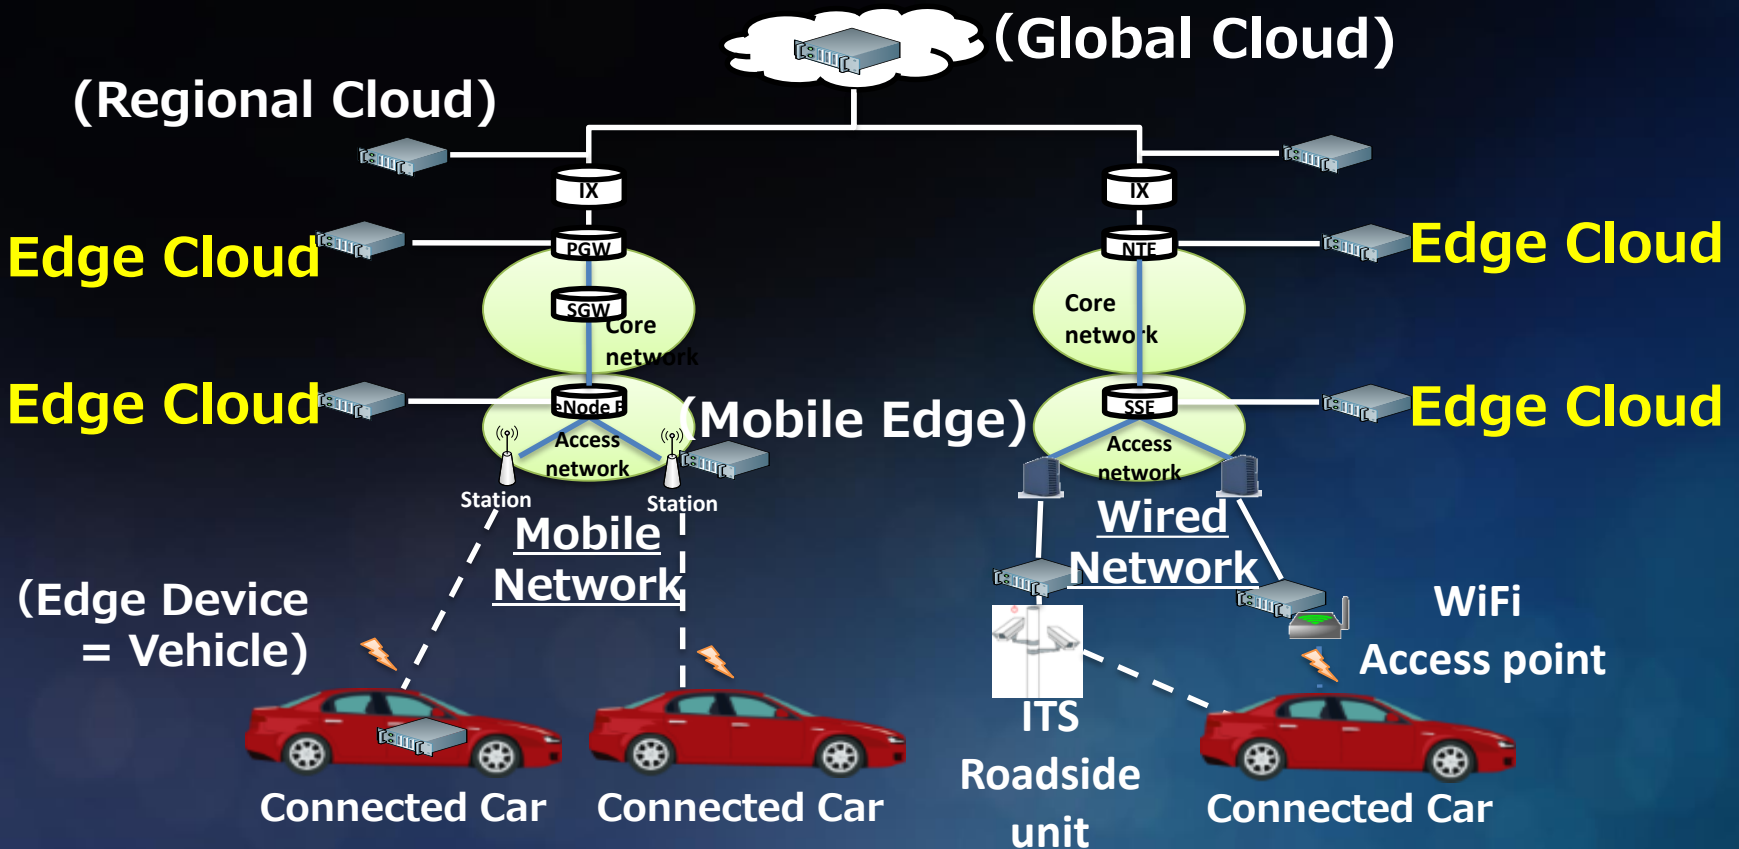 (Global Cloud)
(Regional Cloud)
IX
IX
Edge Cloud
PGW
NTE
Edge Cloud
SGW
Core
network
Core
network
Edge Cloud
eNode B
(Mobile Edge)
SSE
Edge Cloud
Access
network
Access
network
Station
Station
Mobile
Network
Wired
Network
(Edge Device
= Vehicle)
WiFi
Access point
ITS
Roadside
unit
Connected Car
Connected Car
Connected Car